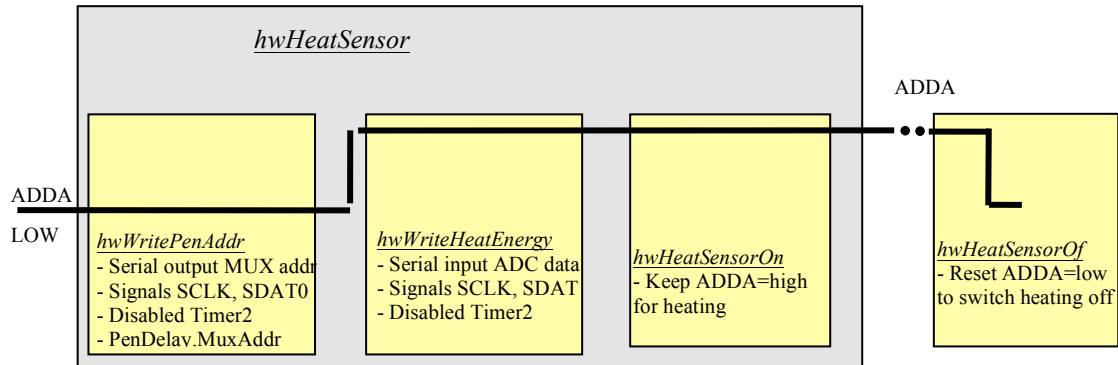 hwHeatSensor
ADDA
ADDA
LOW
hwWritePenAddr
- Serial output MUX addr
- Signals SCLK, SDAT0
- Disabled Timer2
- PenDelay.MuxAddr
hwWriteHeatEnergy
- Serial input ADC data
- Signals SCLK, SDAT
- Disabled Timer2
hwHeatSensorOn
- Keep ADDA=high
for heating
hwHeatSensorOf
- Reset ADDA=low
to switch heating off